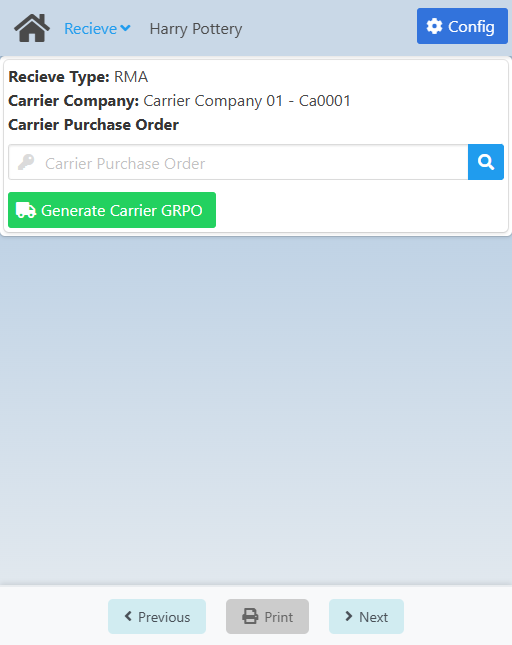 Recieve Harry Pottery Config
Recieve Type: RMA
Carrier Company: Carrier Company 01 - Ca0001
Carrier Purchase Order
Carrier Purchase Order
Generate Carrier GRPO
Previous Print Next